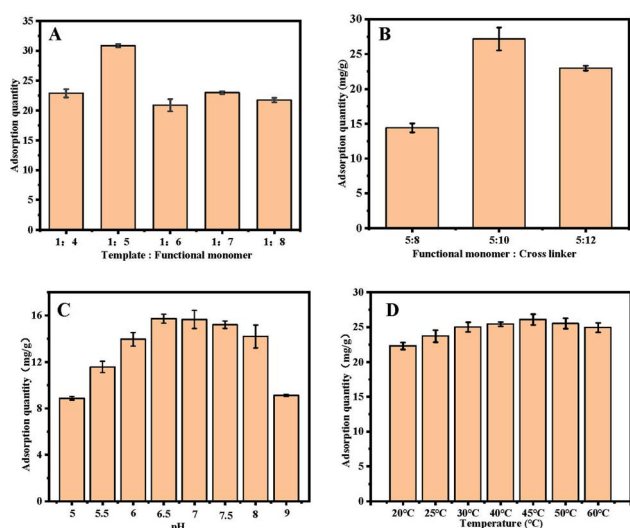 A
Adsorption quantity
35
30
25
20
15
10
5
0
1: 4 1: 5 1: 6 1: 7 1: 8
Template : Functional monomer
B
Adsorption quantity (mg/g)
30
25
20
15
10
5
0
5:8 5:10 5:12
Functional monomer : Cross linker
C
Adsorption quantity (mg/g)
16
12
8
4
0
5 5.5 6 6.5 7 7.5 8 9
pH
D
Adsorption quantity (mg/g)
30
25
20
15
10
5
0
20℃ 25℃ 30℃ 40℃ 45℃ 50℃ 60℃
Temperature (℃)